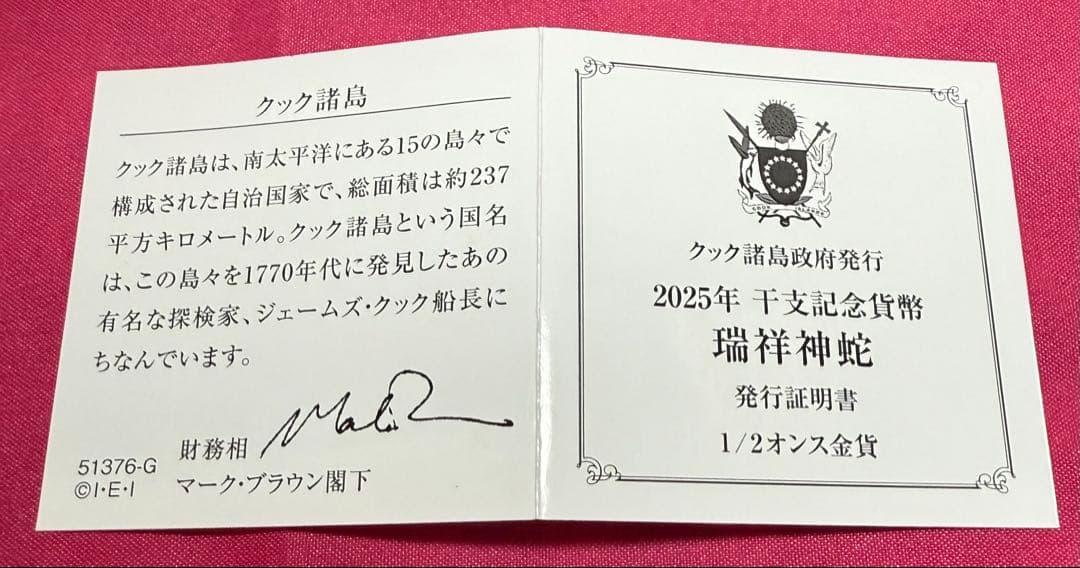 クック諸島
クック諸島は、南太平洋にある15の島々で
構成された自治国家で、総面積は約237
平方キロメートル。クック諸島という国名
は、この島々を1770年代に発見したあの
有名な探検家、ジェームズ・クック船長に
ちなんでいます。
財務相
マーク・ブラウン閣下
51376-G
©I・E・I
COOK ISLANDS
クック諸島政府発行
2025年 干支記念貨幣
瑞祥神蛇
発行証明書
1/2オンス金貨